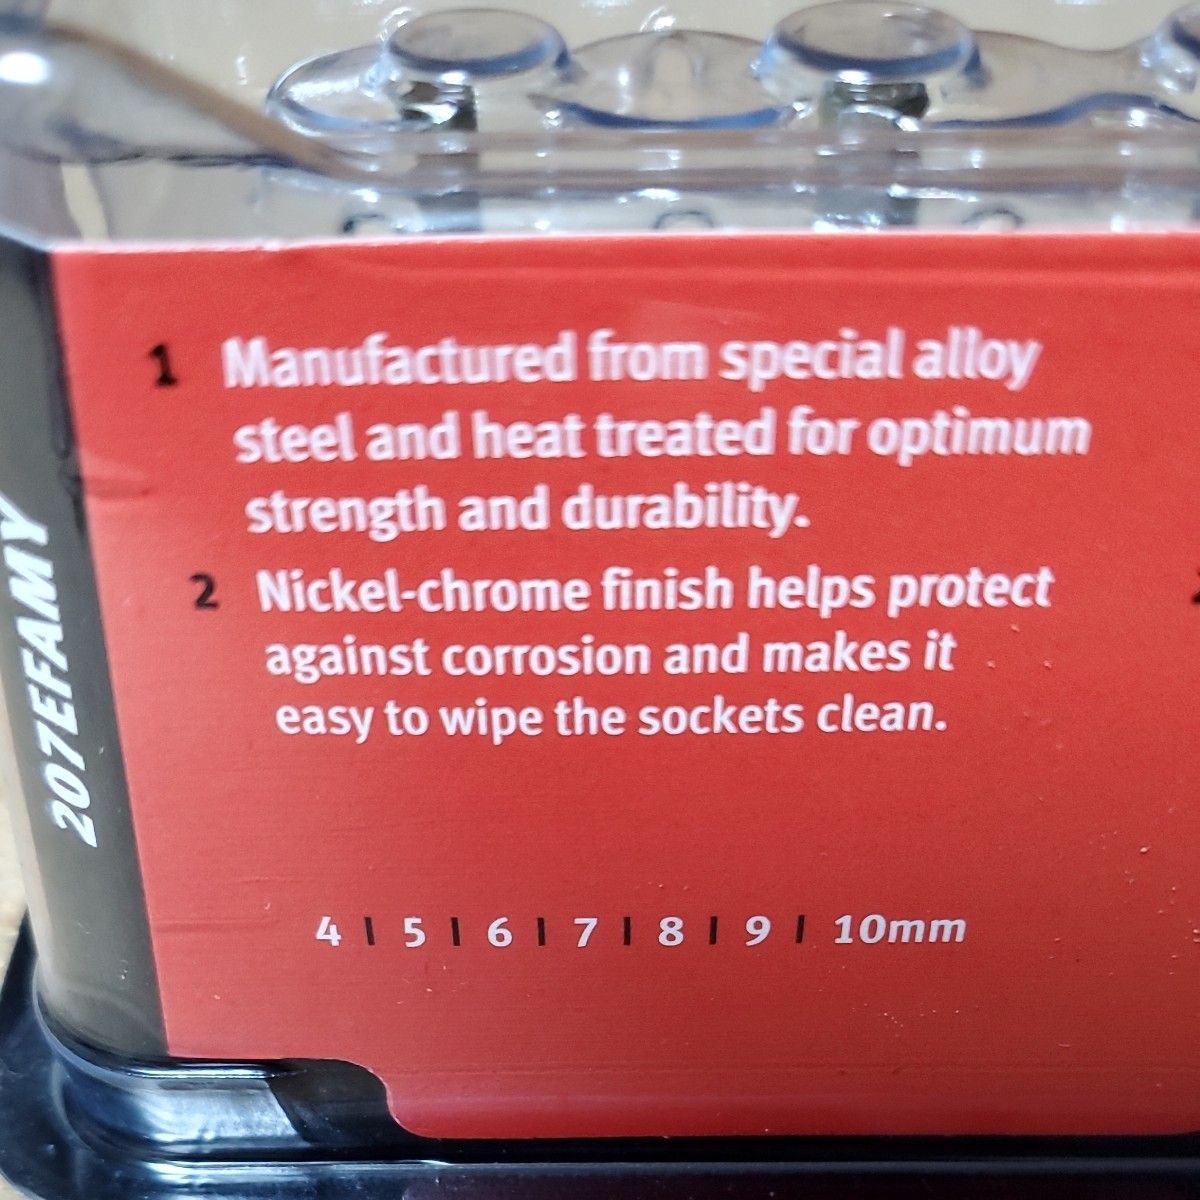 1 Manufactured from special alloy
steel and heat treated for optimum
strength and durability.
2 Nickel-chrome finish helps protect
against corrosion and makes it
easy to wipe the sockets clean.
4 | 5 | 6 | 7 | 8 | 9 | 10mm
207EFAMY